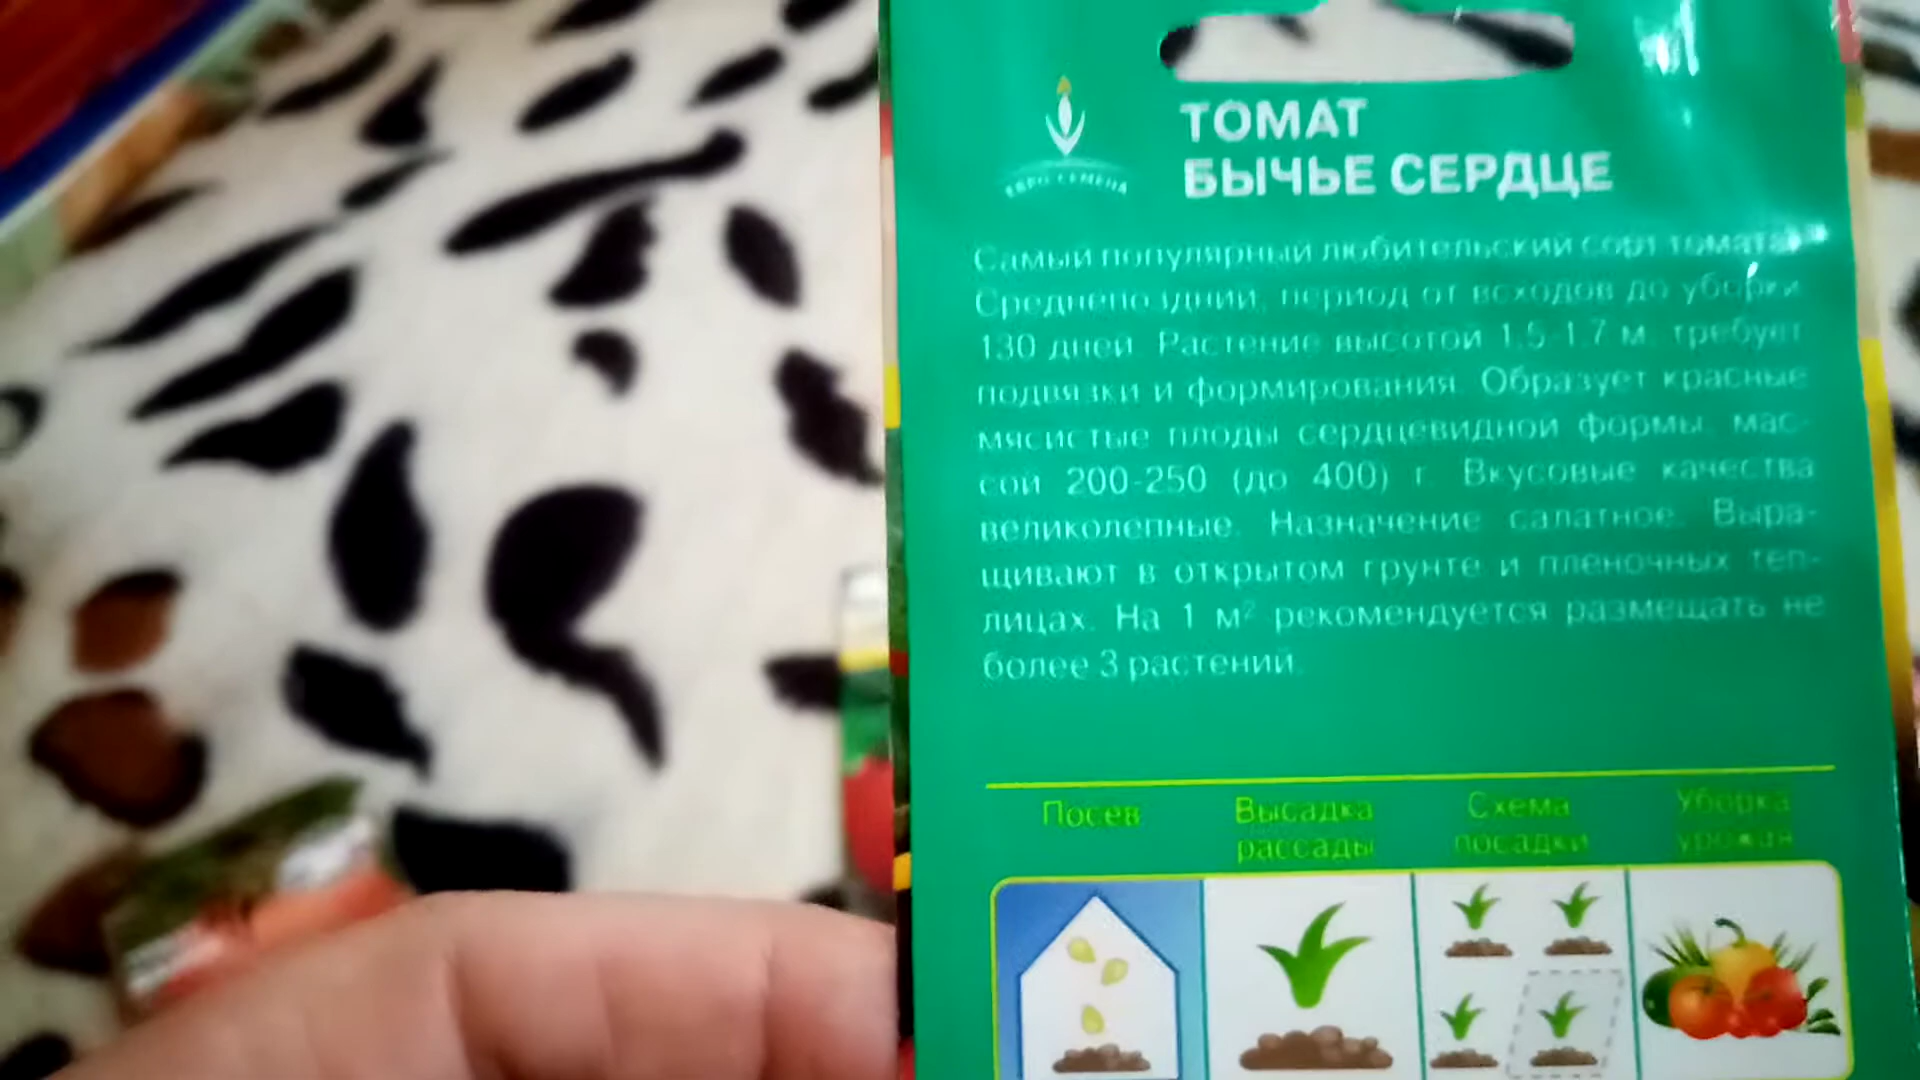 ТОМАТ
БЫЧЬЕ СЕРДЦЕ
ЕВРО СЕМЕНА
Самый популярный любительский сорт томата.
Среднепоздний, период от всходов до уборки
130 дней. Растение высотой 1,5-1,7 м, требует
подвязки и формирования. Образует красные
мясистые плоды сердцевидной формы, мас-
сой 200-250 (до 400) г. Вкусовые качества
великолепные. Назначение салатное. Выра-
щивают в открытом грунте и пленочных теп-
лицах. На 1 м² рекомендуется размещать не
более 3 растений.
Посев
Высадка
рассады
Схема
посадки
Уборка
урожая